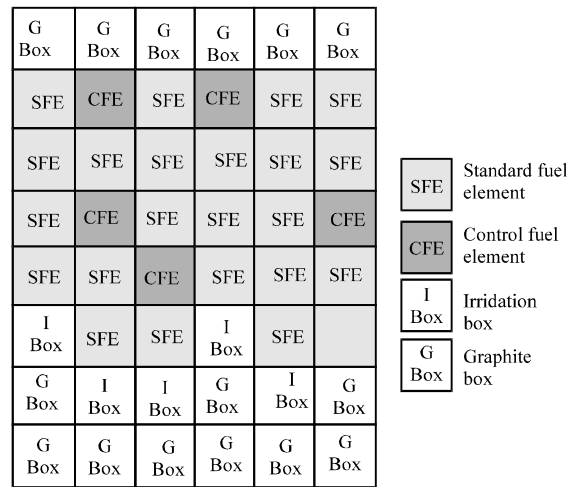 G G G G G G
Box Box Box Box Box Box
SFE CFE SFE CFE SFE SFE
SFE SFE SFE SFE SFE SFE
SFE CFE SFE SFE SFE CFE
SFE SFE CFE SFE SFE SFE
I I
Box SFE SFE Box SFE
G I I G I G
Box Box Box Box Box Box
G G G G G G
Box Box Box Box Box Box
SFE Standard fuel
element
CFE Control fuel
element
I Irridation
Box box
G Graphite
Box box